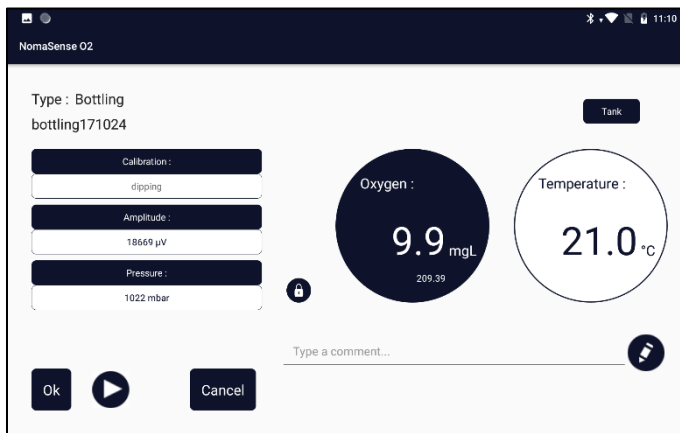 11:10
NomaSense O2
Type : Bottling
bottling171024
Tank
Calibration :
dipping
Amplitude :
18669 µV
Pressure :
1022 mbar
Oxygen :
9.9 mgL
209.39
Temperature :
21.0 °C
Type a comment...
Ok
Cancel